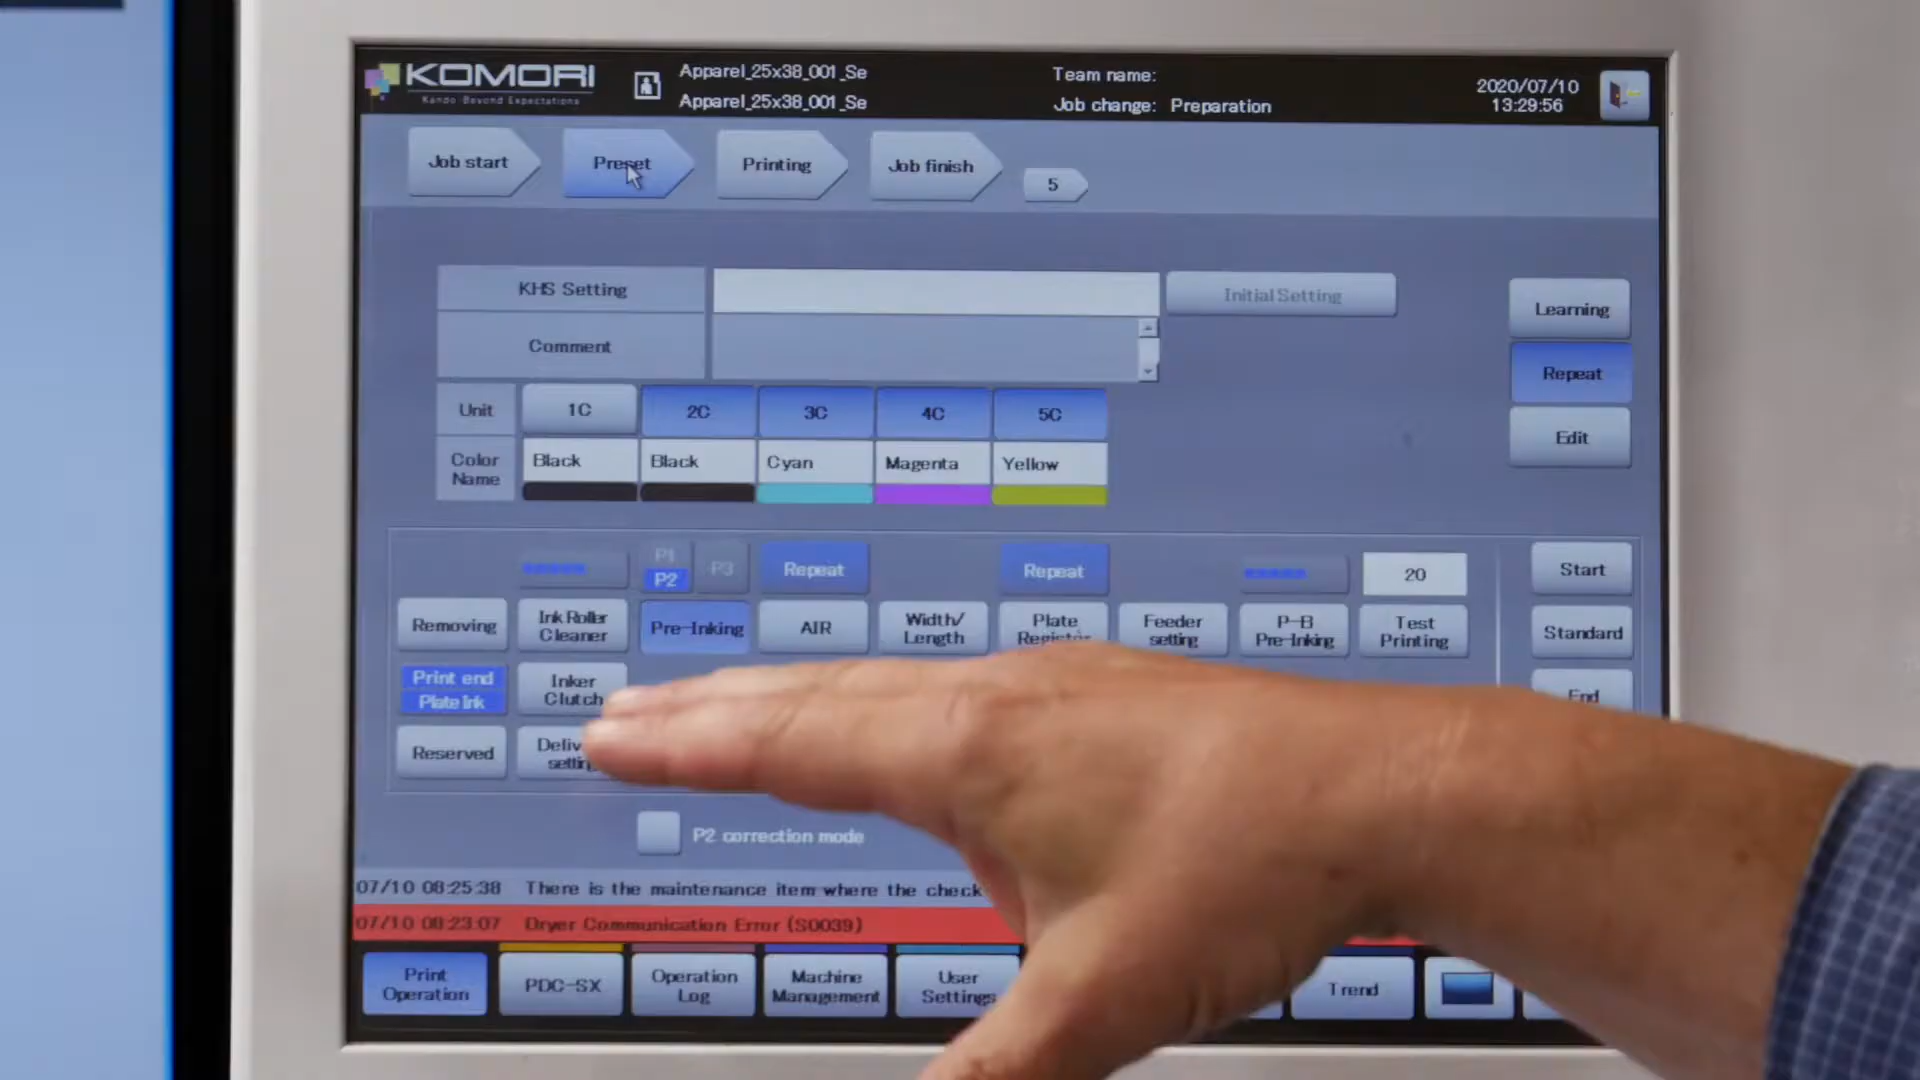 KOMORI
Kando Beyond Expectations
Apparel_25x38_001_Se
Apparel_25x38_001_Se
Team name:
Job change: Preparation
2020/07/10
13:29:56
Job start
Preset
Printing
Job finish
5
KHS Setting
Initial Setting
Comment
Learning
Repeat
Edit
Unit
1C
2C
3C
4C
5C
Color
Name
Black
Black
Cyan
Magenta
Yellow
P1
P2
P3
Repeat
Repeat
20
Start
Removing
Ink Roller
Cleaner
Pre-Inking
AIR
Width/
Length
Plate
Register
Feeder
setting
P-B
Pre-Inking
Test
Printing
Standard
Print end
Plate Ink
Inker
Clutch
End
Reserved
P2 correction mode
07/10 08:25:38 There is the maintenance item where the check
07/10 08:23:07 Dryer Communication Error (S0039)
Print
Operation
PDC-SX
Operation
Log
Machine
Management
User
Settings
Trend